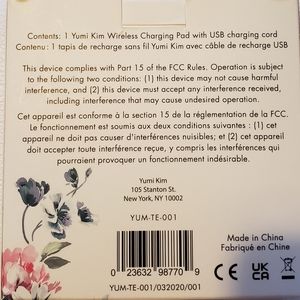 Contents: 1 Yumi Kim Wireless Charging Pad with USB charging cord
Contenu : 1 tapis de recharge sans fil Yumi Kim avec câble de recharge USB
This device complies with Part 15 of the FCC Rules. Operation is subject
to the following two conditions: (1) this device may not cause harmful
interference, and (2) this device must accept any interference received,
including interference that may cause undesired operation.
Cet appareil est conforme à la section 15 de la réglementation de la FCC.
Le fonctionnement est soumis aux deux conditions suivantes : (1) cet
appareil ne doit pas causer d'interférences nuisibles; et (2) cet appareil
doit accepter toute interférence reçue, y compris les interférences qui
pourraient provoquer un fonctionnement indésirable.
Yumi Kim
105 Stanton St.
New York, NY 10002
YUM-TE-001
0 23632 98770 9
YUM-TE-001/032020/001
Made in China
Fabriqué en Chine
CE
UK
CA